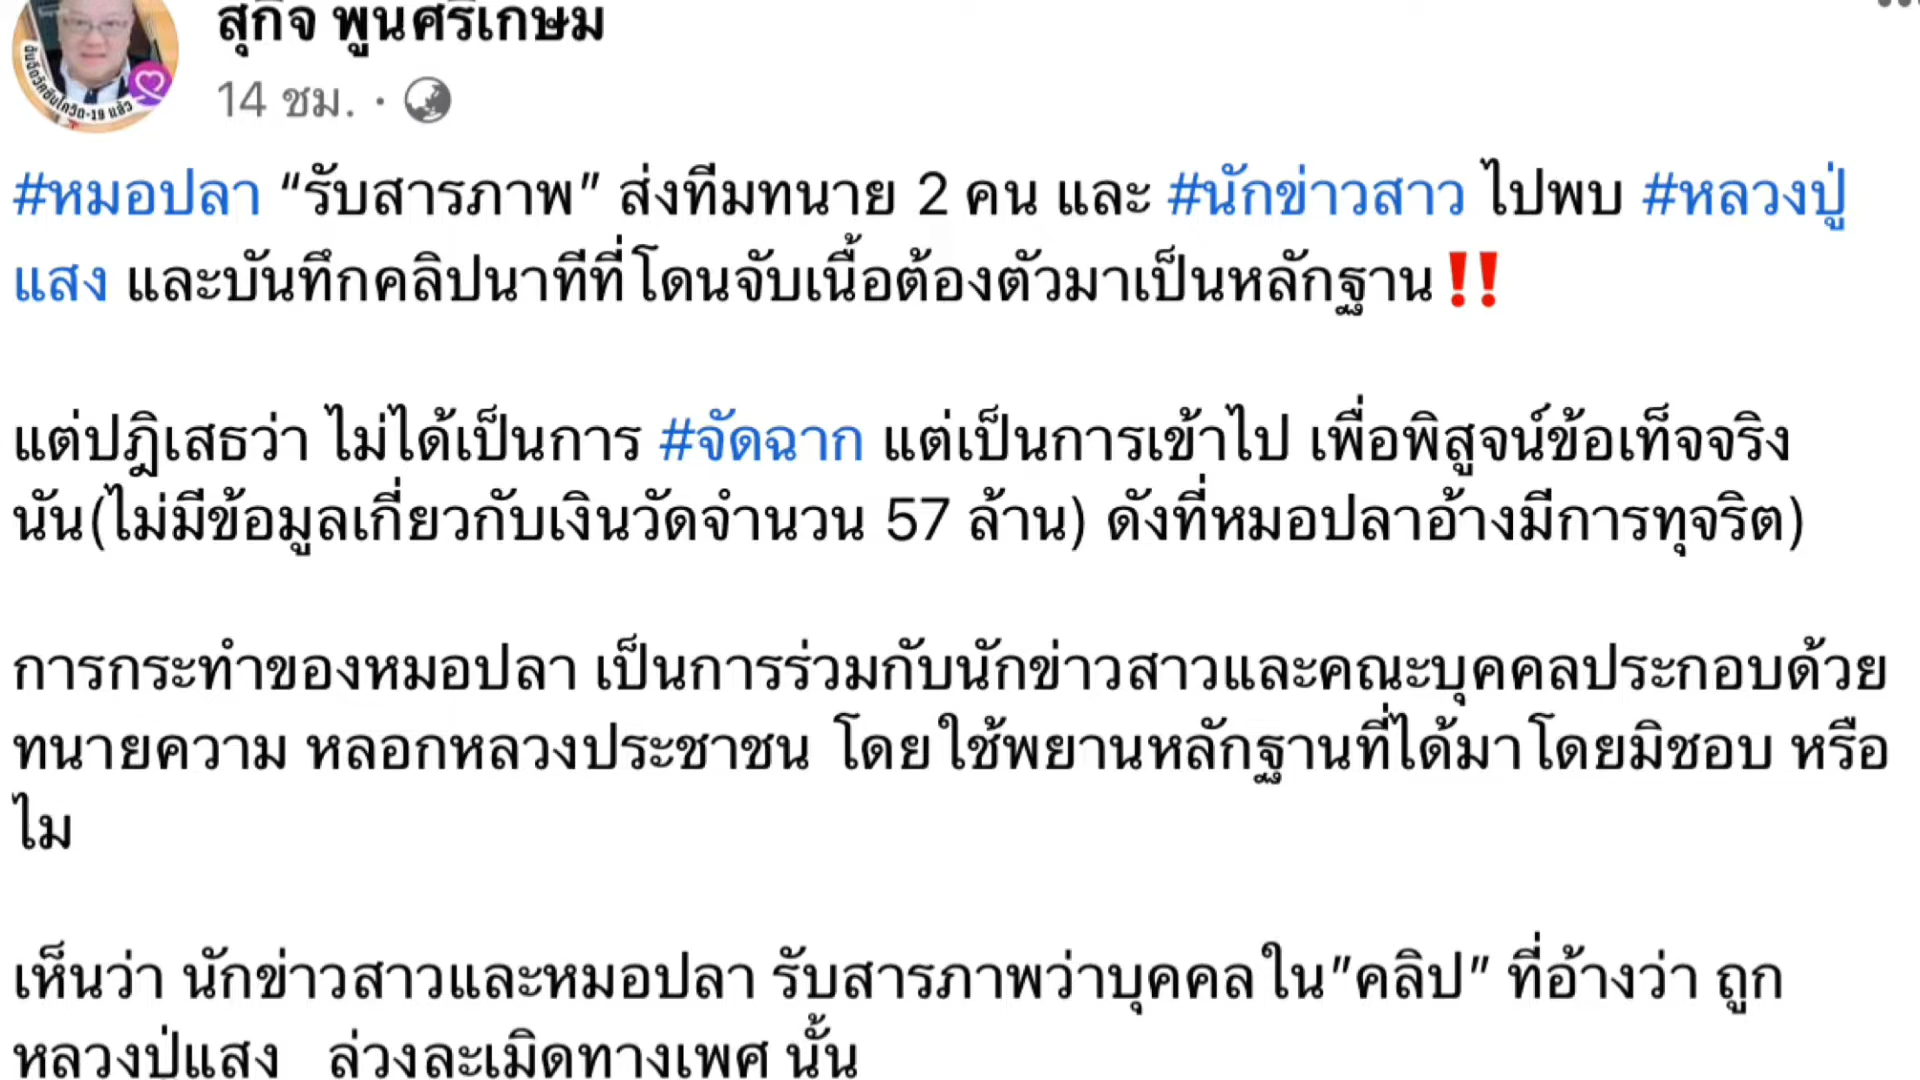 สุกิจ พูนศรีเกษม
14 ชม. ·
#หมอปลา “รับสารภาพ” ส่งทีมทนาย 2 คน และ #นักข่าวสาว ไปพบ #หลวงปู่
แสง และบันทึกคลิปนาทีที่โดนจับเนื้อต้องตัวมาเป็นหลักฐาน‼️
แต่ปฎิเสธว่า ไม่ได้เป็นการ #จัดฉาก แต่เป็นการเข้าไป เพื่อพิสูจน์ข้อเท็จจริง
นัน(ไม่มีข้อมูลเกี่ยวกับเงินวัดจำนวน 57 ล้าน) ดังที่หมอปลาอ้างมีการทุจริต)
การกระทำของหมอปลา เป็นการร่วมกับนักข่าวสาวและคณะบุคคลประกอบด้วย
ทนายความ หลอกหลวงประชาชน โดยใช้พยานหลักฐานที่ได้มาโดยมิชอบ หรือ
ไม
เห็นว่า นักข่าวสาวและหมอปลา รับสารภาพว่าบุคคลใน”คลิป” ที่อ้างว่า ถูก
หลวงปู่แสง ล่วงละเมิดทางเพศ นั้น